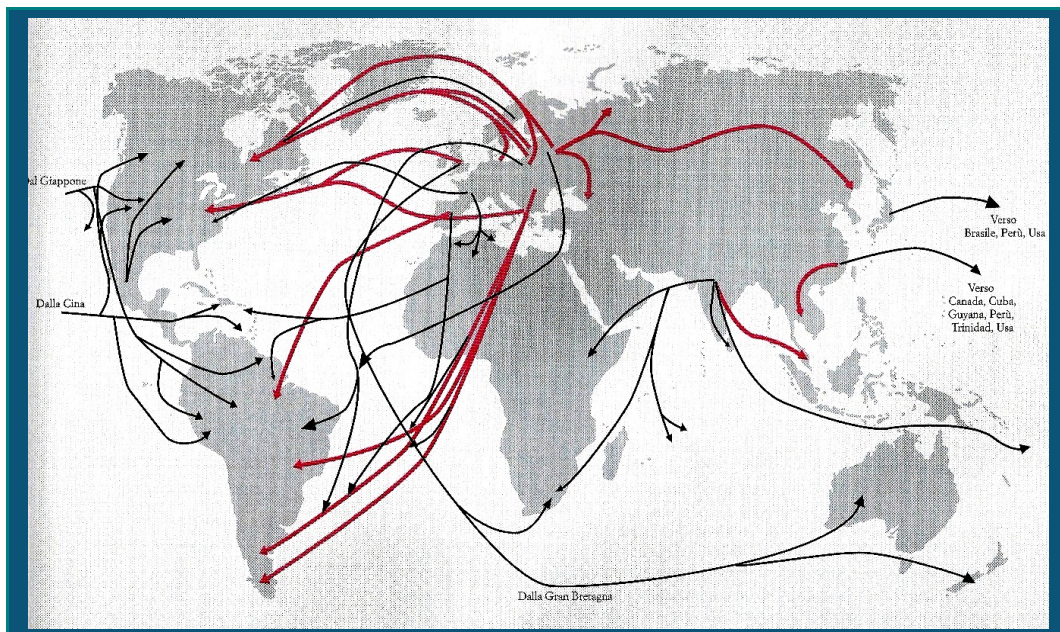 Dal Giappone
Verso
Brasile, Perù, Usa
Dalla Cina
Verso
Canada, Cuba,
Guyana, Perù,
Trinidad, Usa
Dalla Gran Bretagna